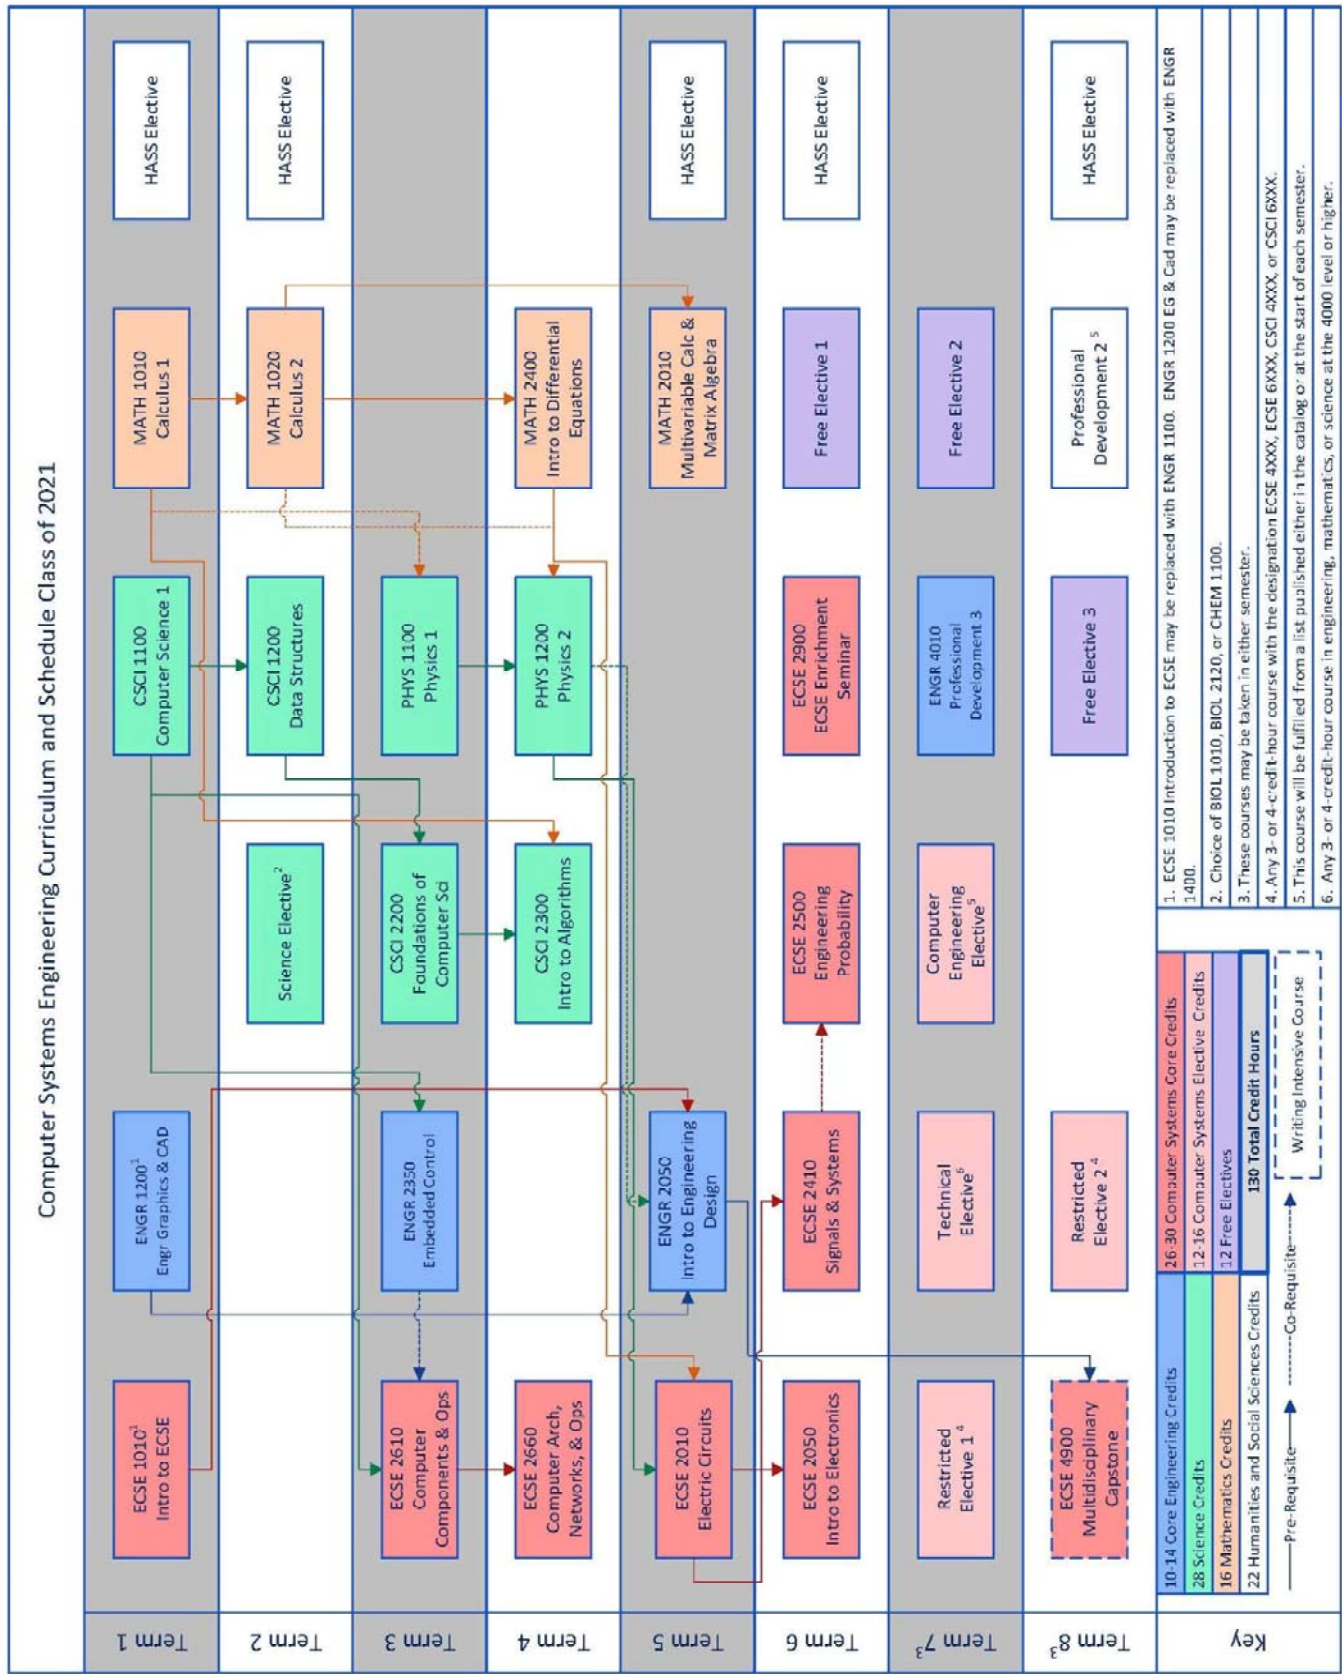 Computer Systems Engineering Curriculum and Schedule Class of 2021
Term 1
ECSE 1010¹
Intro to ECSE
ENGR 1200¹
Engr Graphics & CAD
CSCI 1100
Computer Science 1
MATH 1010
Calculus 1
HASS Elective
Term 2
Science Elective²
CSCI 1200
Data Structures
MATH 1020
Calculus 2
HASS Elective
Term 3
ECSE 2610
Computer
Components & Ops
ENGR 2350
Embedded Control
CSCI 2200
Foundations of
Computer Sci
PHYS 1100
Physics 1
Term 4
ECSE 2660
Computer Arch,
Networks, & Ops
CSCI 2300
Intro to Algorithms
PHYS 1200
Physics 2
MATH 2400
Intro to Differential
Equations
Term 5
ECSE 2010
Electric Circuits
ENGR 2050
Intro to Engineering
Design
MATH 2010
Multivariable Calc &
Matrix Algebra
HASS Elective
Term 6
ECSE 2050
Intro to Electronics
ECSE 2410
Signals & Systems
ECSE 2500
Engineering
Probability
ECSE 2900
ECSE Enrichment
Seminar
Free Elective 1
HASS Elective
Term 7³
Restricted
Elective 1 ⁴
Technical
Elective⁶
Computer
Engineering
Elective⁵
ENGR 4010
Professional
Development 3
Free Elective 2
Term 8³
ECSE 4900
Multidisciplinary
Capstone
Restricted
Elective 2 ⁴
Free Elective 3
Professional
Development 2 ⁵
HASS Elective
Key
10-14 Core Engineering Credits
26-30 Computer Systems Core Credits
28 Science Credits
12-16 Computer Systems Elective Credits
16 Mathematics Credits
12 Free Electives
22 Humanities and Social Sciences Credits
130 Total Credit Hours
Pre-Requisite
Co-Requisite
Writing Intensive Course
1. ECSE 1010 Introduction to ECSE may be replaced with ENGR 1100. ENGR 1200 EG & Cad may be replaced with ENGR
1400.
2. Choice of BIOL 1010, BIOL 2120, or CHEM 1100.
3. These courses may be taken in either semester.
4. Any 3- or 4-credit-hour course with the designation ECSE 4XXX, ECSE 6XXX, CSCI 4XXX, or CSCI 6XXX.
5. This course will be fulfilled from a list published either in the catalog or at the start of each semester.
6. Any 3- or 4-credit-hour course in engineering, mathematics, or science at the 4000 level or higher.